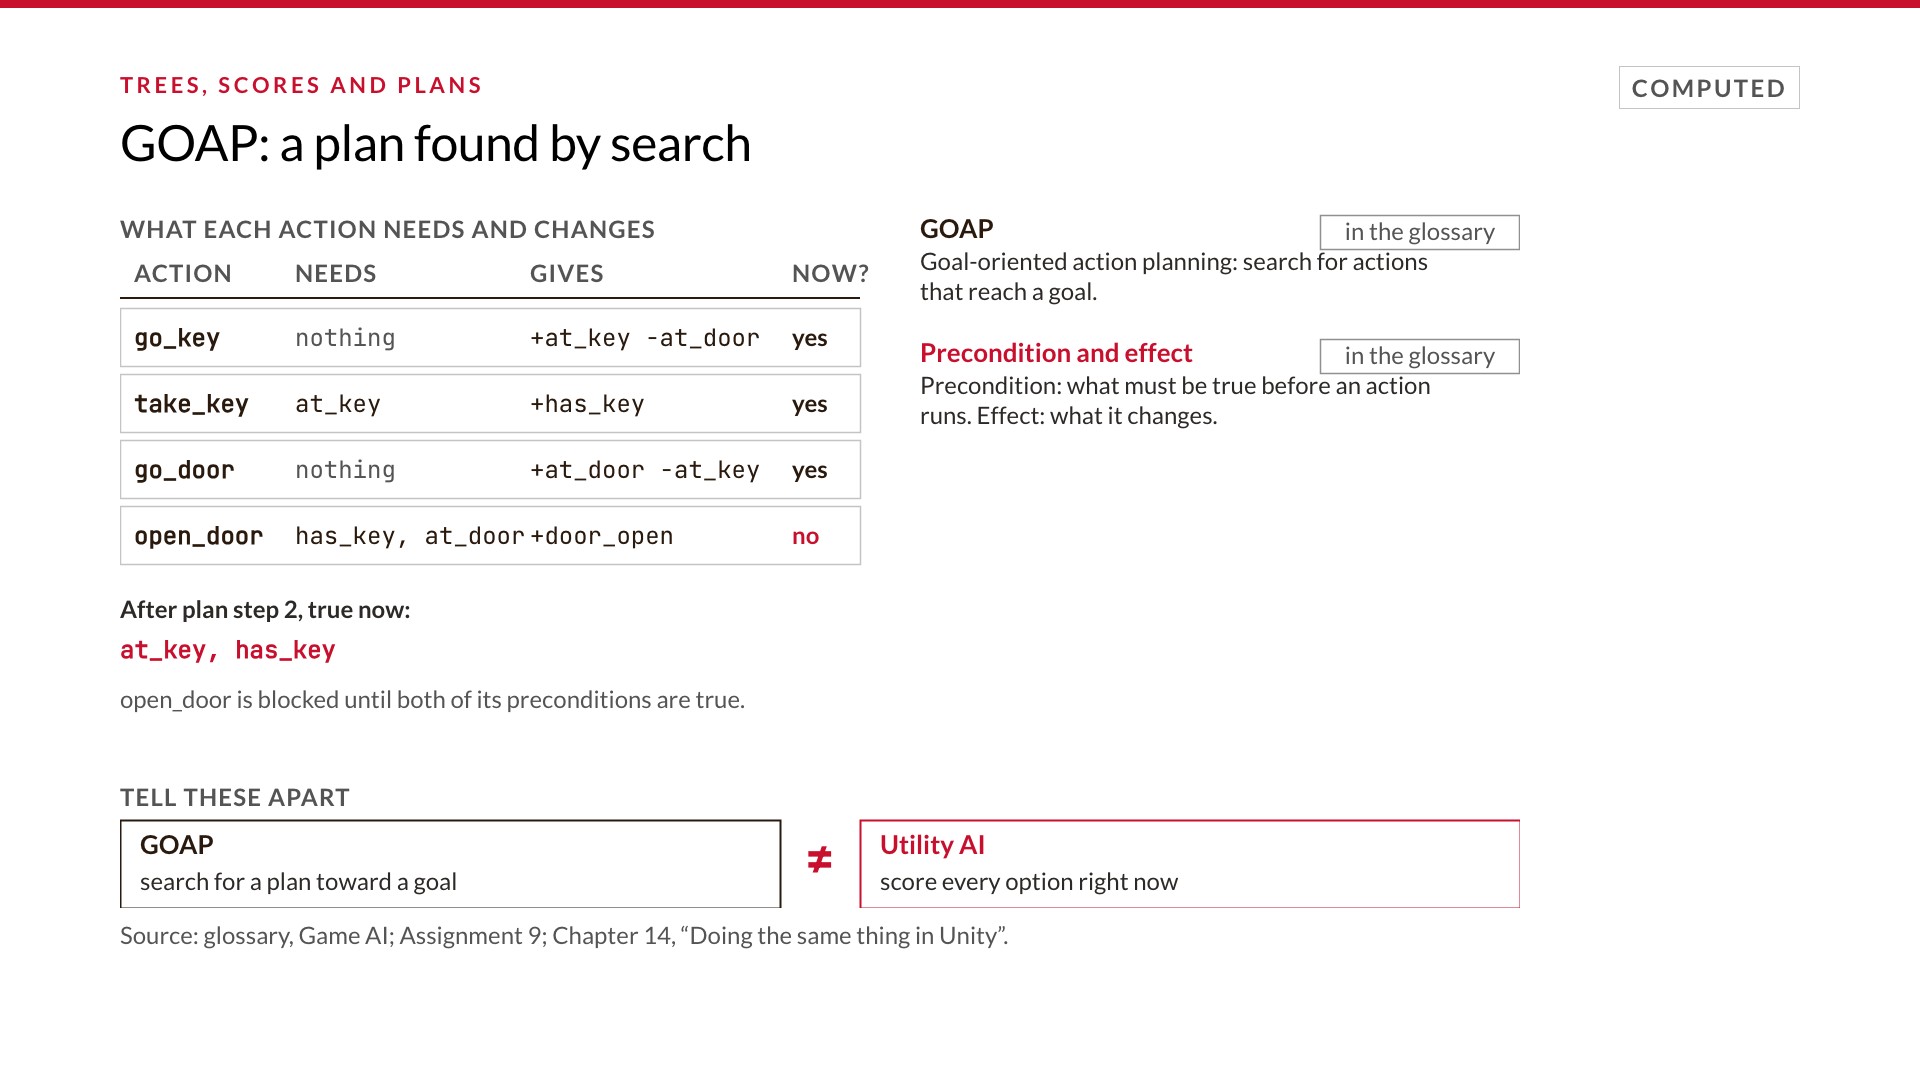 TREES, SCORES AND PLANS
COMPUTED
GOAP: a plan found by search
WHAT EACH ACTION NEEDS AND CHANGES
ACTION NEEDS GIVES NOW?
go_key nothing +at_key -at_door yes
take_key at_key +has_key yes
go_door nothing +at_door -at_key yes
open_door has_key, at_door +door_open no
After plan step 2, true now:
at_key, has_key
open_door is blocked until both of its preconditions are true.
GOAP in the glossary
Goal-oriented action planning: search for actions
that reach a goal.
Precondition and effect in the glossary
Precondition: what must be true before an action
runs. Effect: what it changes.
TELL THESE APART
GOAP
search for a plan toward a goal
≠
Utility AI
score every option right now
Source: glossary, Game AI; Assignment 9; Chapter 14, “Doing the same thing in Unity”.